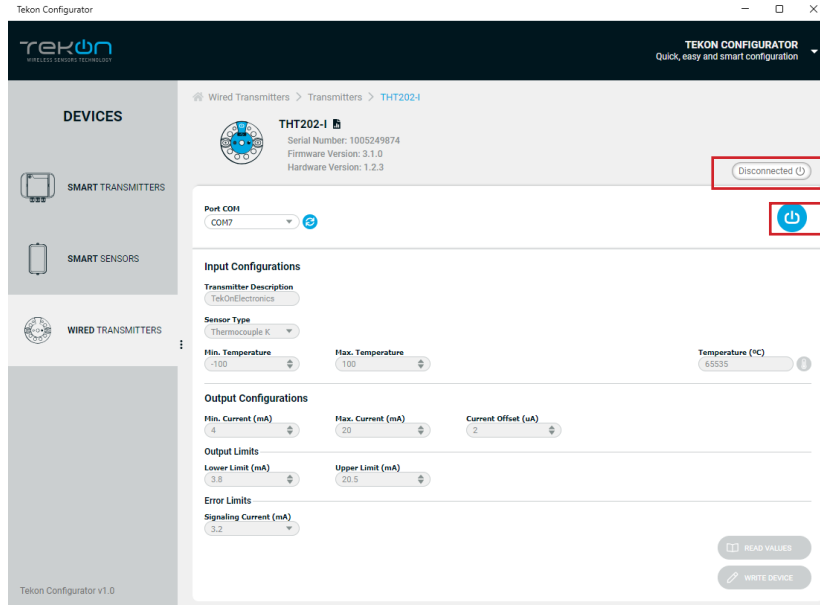 Tekon Configurator
TEKON
WIRELESS SENSORS TECHNOLOGY
TEKON CONFIGURATOR
Quick, easy and smart configuration
DEVICES
SMART TRANSMITTERS
SMART SENSORS
WIRED TRANSMITTERS
Tekon Configurator v1.0
Wired Transmitters > Transmitters > THT202-I
THT202-I
Serial Number: 1005249874
Firmware Version: 3.1.0
Hardware Version: 1.2.3
Disconnected
Port COM
COM7
Input Configurations
Transmitter Description
TekOnElectronics
Sensor Type
Thermocouple K
Min. Temperature Max. Temperature Temperature (ºC)
-100 100 65535
Output Configurations
Min. Current (mA) Max. Current (mA) Current Offset (uA)
4 20 2
Output Limits
Lower Limit (mA) Upper Limit (mA)
3.8 20.5
Error Limits
Signaling Current (mA)
3.2
READ VALUES
WRITE DEVICE